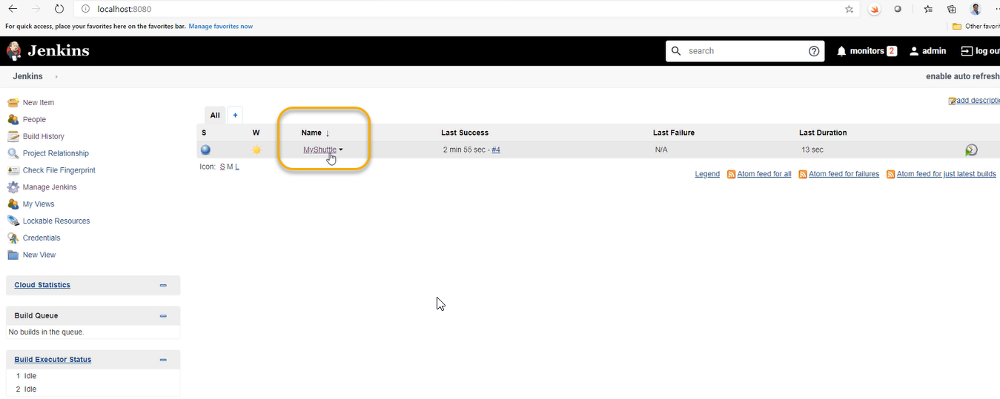 localhost:8080
For quick access, place your favorites here on the favorites bar. Manage favorites now
Other favorit
Jenkins
search
monitors 2
admin
log out
Jenkins
enable auto refresh
New Item
People
Build History
Project Relationship
Check File Fingerprint
Manage Jenkins
My Views
Lockable Resources
Credentials
New View
Cloud Statistics
Build Queue
No builds in the queue.
Build Executor Status
1 Idle
2 Idle
add descriptio
All +
S W Name ↓ Last Success Last Failure Last Duration
MyShuttle 2 min 55 sec - #4 N/A 13 sec
Icon: S M L
Legend Atom feed for all Atom feed for failures Atom feed for just latest builds